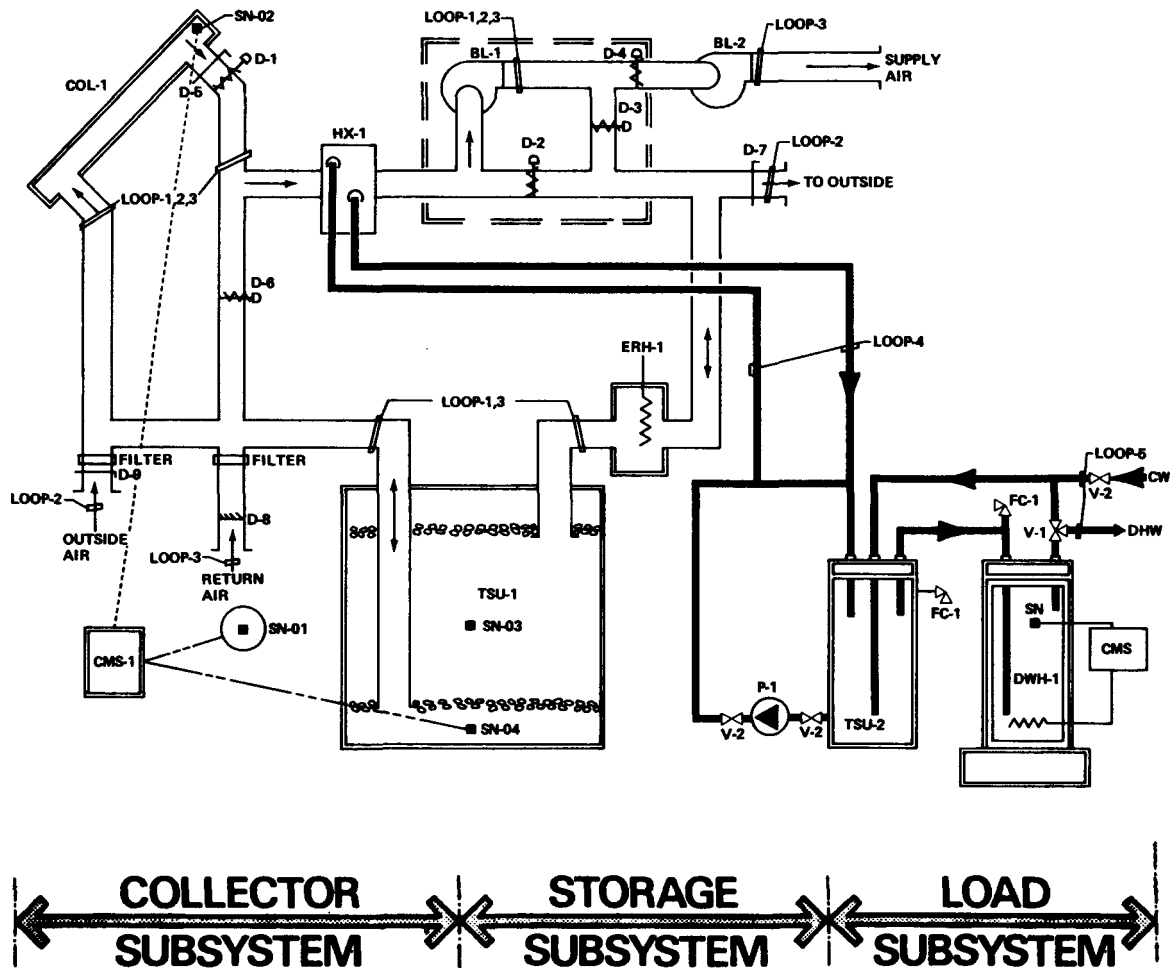 SN-02
LOOP-1,2,3
LOOP-3
BL-1
D-4
BL-2
D-1
SUPPLY
AIR
COL-1
D-5
D-3
HX-1
D-2
D-7
LOOP-2
TO OUTSIDE
LOOP-1,2,3
D-6
ERH-1
LOOP-4
LOOP-1,3
FILTER
FILTER
D-9
LOOP-2
OUTSIDE
AIR
D-8
LOOP-3
RETURN
AIR
LOOP-5
CW
V-2
FC-1
V-1
DHW
TSU-1
FC-1
SN
SN-01
SN-03
CMS-1
CMS
DWH-1
P-1
SN-04
V-2
V-2
TSU-2
COLLECTOR
SUBSYSTEM
STORAGE
SUBSYSTEM
LOAD
SUBSYSTEM